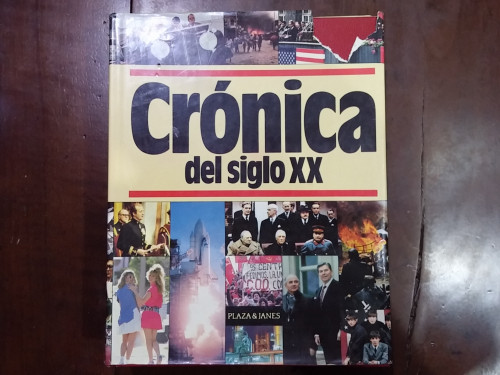 Crónica
del siglo XX
PLAZA & JANES